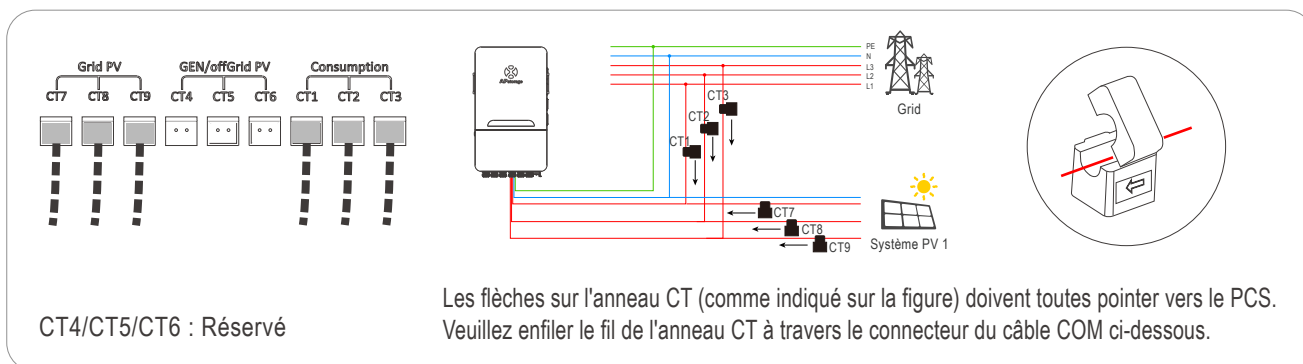 Grid PV
GEN/offGrid PV
Consumption
CT7 CT8 CT9 CT4 CT5 CT6 CT1 CT2 CT3
APstorage
PE
N
L3
L2
L1
Grid
CT3
CT2
CT1
CT7
CT8
CT9
Système PV 1
CT4/CT5/CT6 : Réservé
Les flèches sur l'anneau CT (comme indiqué sur la figure) doivent toutes pointer vers le PCS.
Veuillez enfiler le fil de l'anneau CT à travers le connecteur du câble COM ci-dessous.